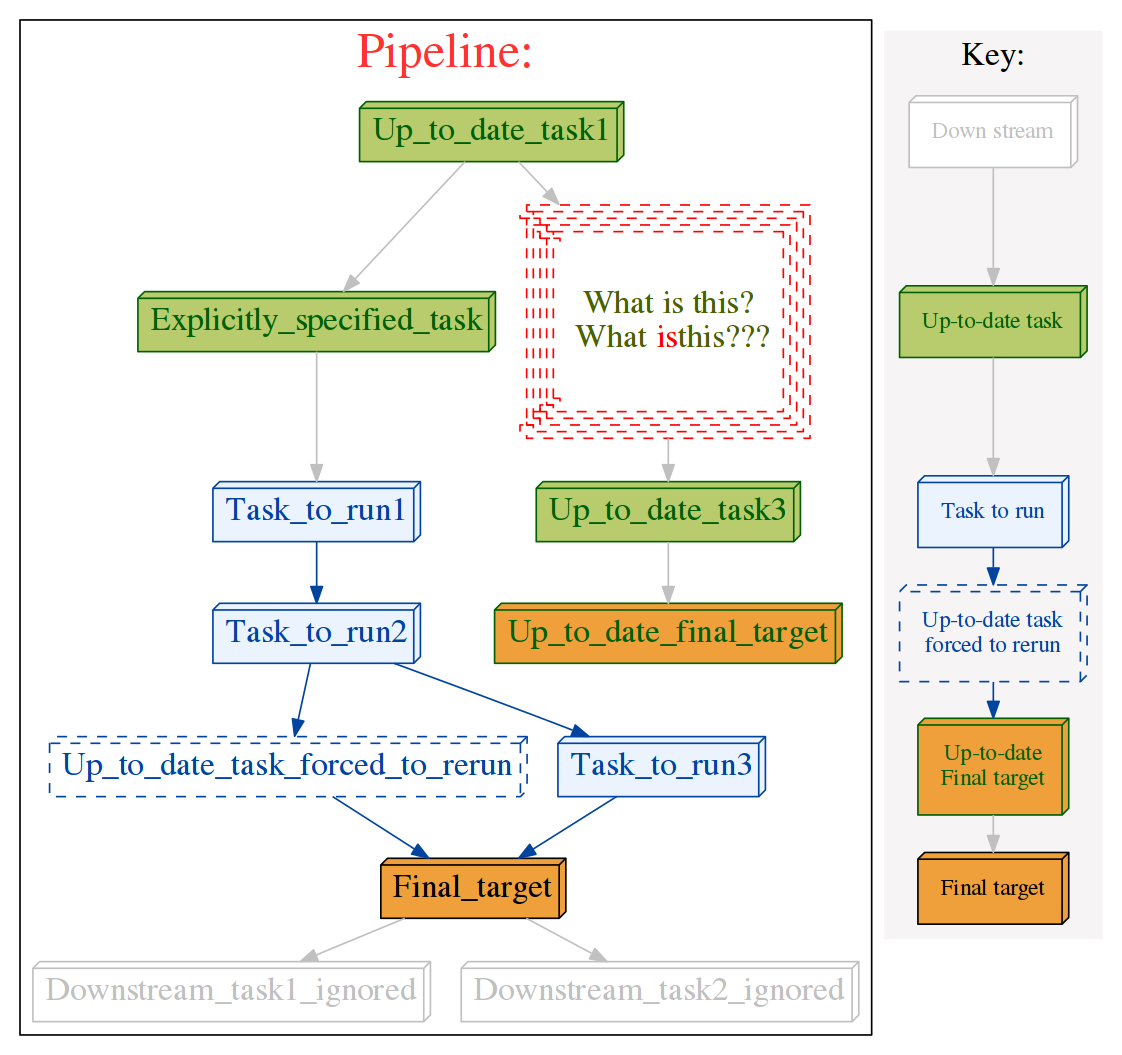 Pipeline:
Up_to_date_task1
Explicitly_specified_task
What is this?
What isthis???
Task_to_run1
Up_to_date_task3
Task_to_run2
Up_to_date_final_target
Up_to_date_task_forced_to_rerun
Task_to_run3
Final_target
Downstream_task1_ignored
Downstream_task2_ignored
Key:
Down stream
Up-to-date task
Task to run
Up-to-date task
forced to rerun
Up-to-date
Final target
Final target